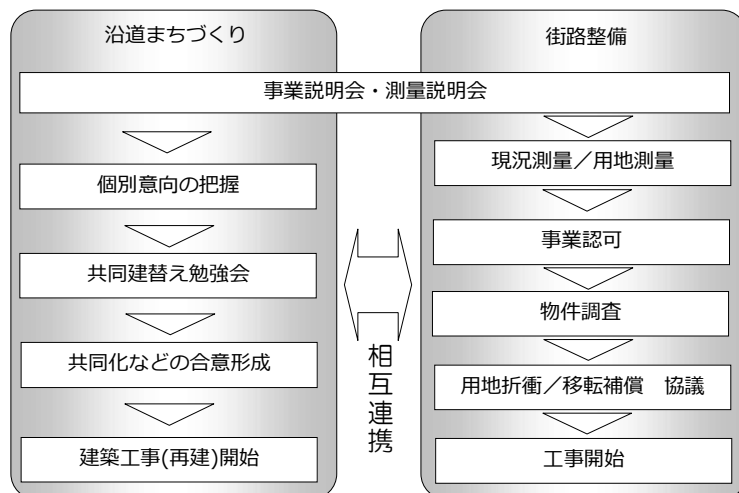 沿道まちづくり
街路整備
事業説明会・測量説明会
個別意向の把握
共同建替え勉強会
共同化などの合意形成
建築工事(再建)開始
相互連携
現況測量／用地測量
事業認可
物件調査
用地折衝／移転補償　協議
工事開始